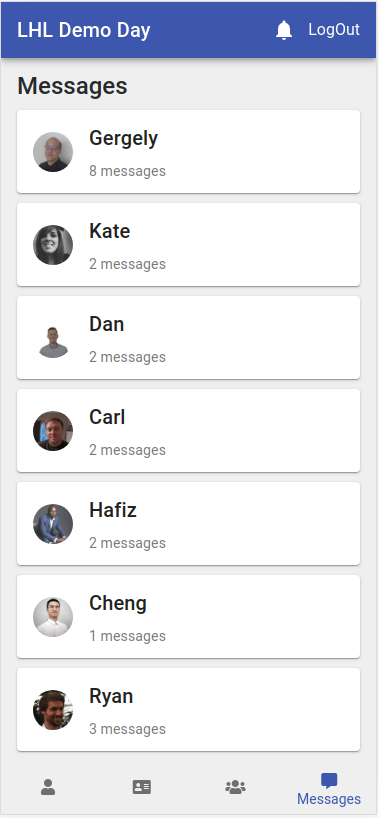 LHL Demo Day
LogOut
Messages
Gergely
8 messages
Kate
2 messages
Dan
2 messages
Carl
2 messages
Hafiz
2 messages
Cheng
1 messages
Ryan
3 messages
Messages